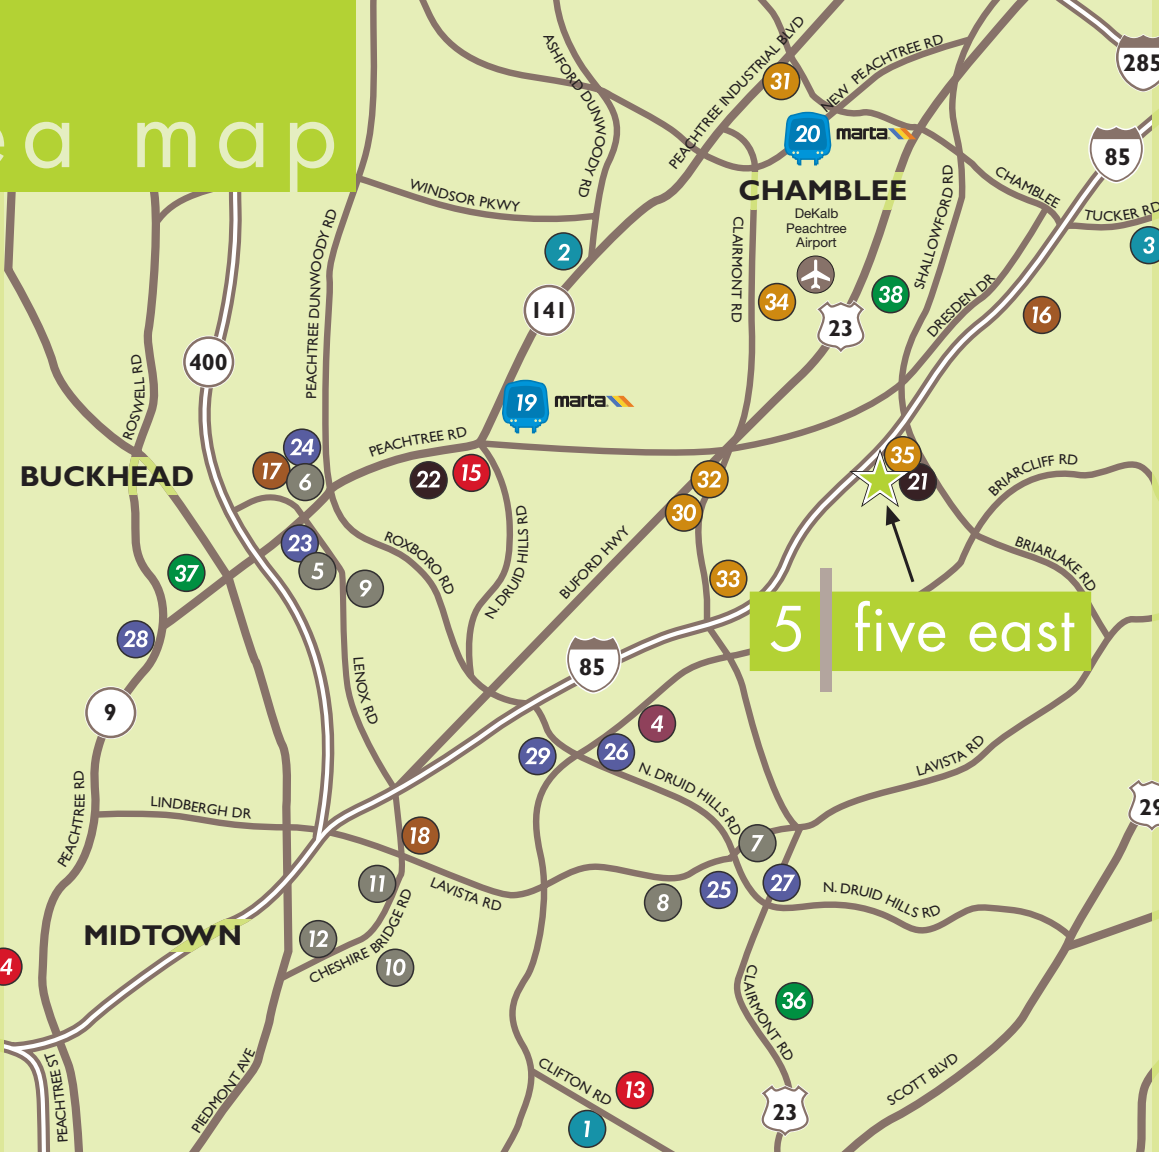 ea map
285
85
31
20 marta
CHAMBLEE
DeKalb
Peachtree
Airport
ASHFORD DUNWOODY RD
PEACHTREE INDUSTRIAL BLVD
NEW PEACHTREE RD
CHAMBLEE
TUCKER RD
3
WINDSOR PKWY
2
141
PEACHTREE DUNWOODY RD
CLAIRMONT RD
34
38
23
SHALLOWFORD RD
DRESDEN DR
16
400
ROSWELL RD
19 marta
BUCKHEAD
17
24
6
PEACHTREE RD
22
15
32
30
35
21
BRIARCLIFF RD
37
23
5
9
ROXBORO RD
N. DRUID HILLS RD
BUFORD HWY
33
BRIARLAKE RD
5 five east
28
9
LENOX RD
85
4
29
26
N. DRUID HILLS RD
LAVISTA RD
29
PEACHTREE RD
LINDBERGH DR
18
11
LAVISTA RD
7
8
25
27
N. DRUID HILLS RD
MIDTOWN
4
12
CHESHIRE BRIDGE RD
10
CLAIRMONT RD
36
PEACHTREE ST
PIEDMONT AVE
CLIFTON RD
13
1
23
SCOTT BLVD